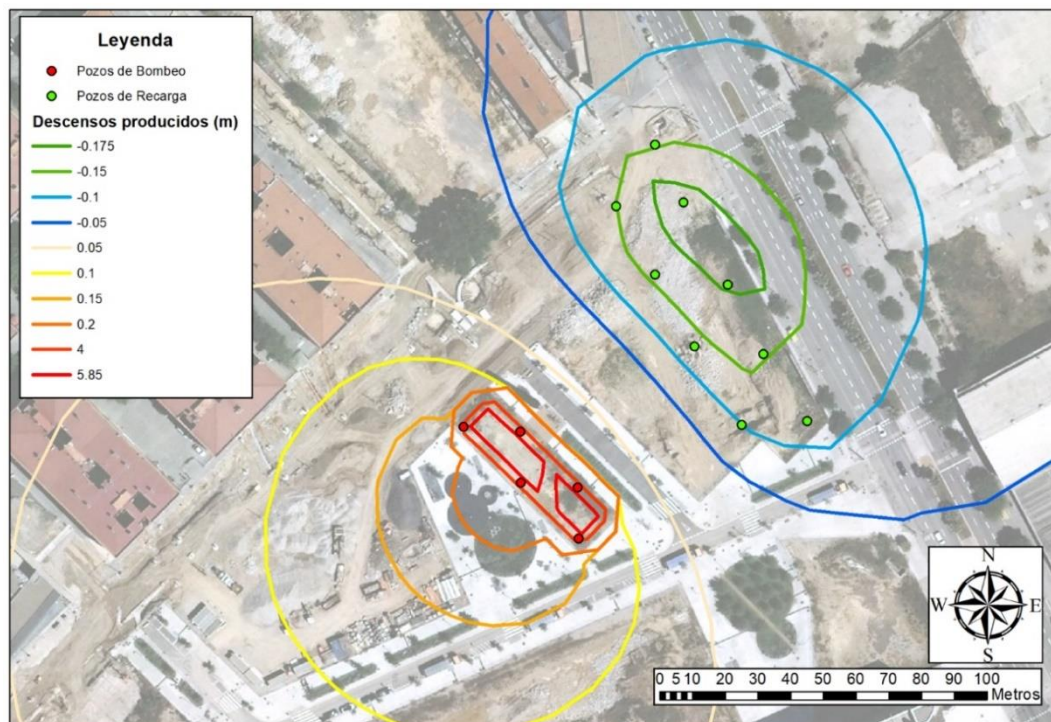 Leyenda
Pozos de Bombeo
Pozos de Recarga
Descensos producidos (m)
-0.175
-0.15
-0.1
-0.05
0.05
0.1
0.15
0.2
4
5.85
N
W E
S
0 5 10 20 30 40 50 60 70 80 90 100
Metros